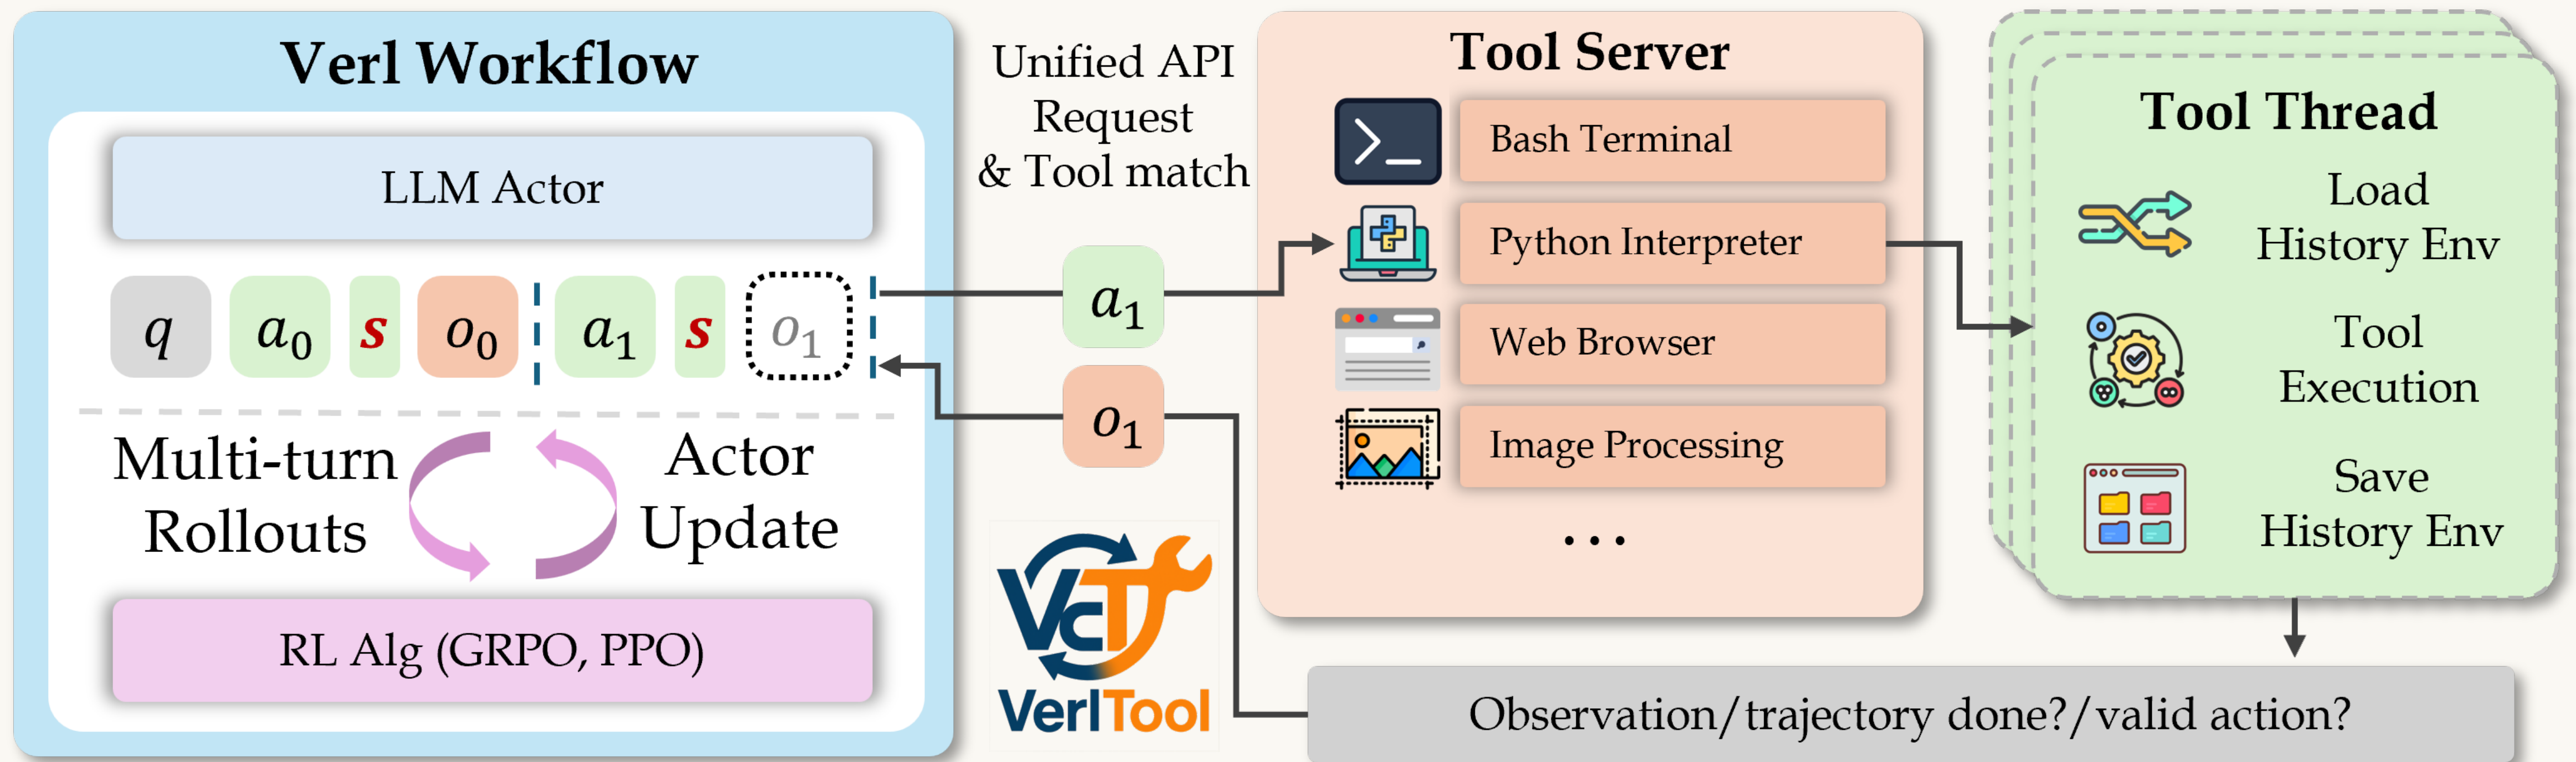 Verl Workflow
LLM Actor
q a₀ s o₀ a₁ s o₁
Multi-turn
Rollouts
Actor
Update
RL Alg (GRPO, PPO)
Unified API
Request
& Tool match
a₁
o₁
VcT
VerlTool
Tool Server
>_
Bash Terminal
Python Interpreter
Web Browser
Image Processing
...
Tool Thread
Load
History Env
Tool
Execution
Save
History Env
Observation/trajectory done?/valid action?